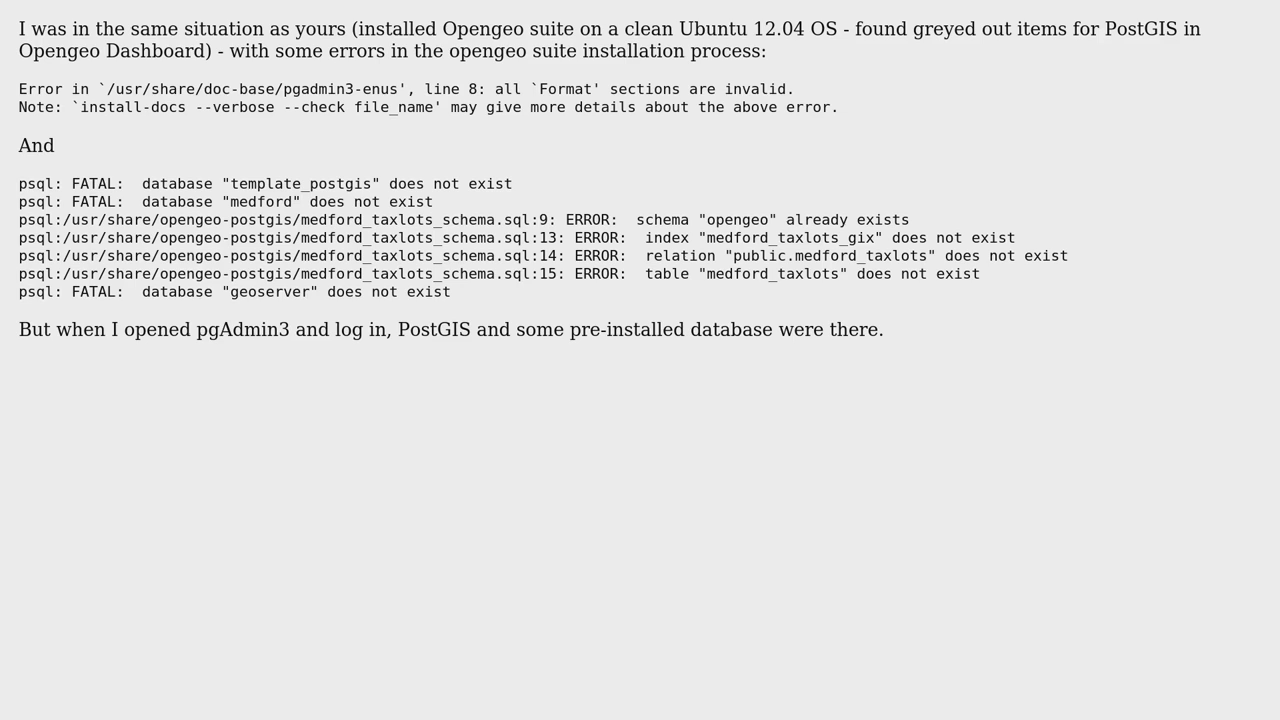 I was in the same situation as yours (installed Opengeo suite on a clean Ubuntu 12.04 OS - found greyed out items for PostGIS in
Opengeo Dashboard) - with some errors in the opengeo suite installation process:
Error in `/usr/share/doc-base/pgadmin3-enus', line 8: all `Format' sections are invalid.
Note: `install-docs --verbose --check file_name' may give more details about the above error.
And
psql: FATAL:  database "template_postgis" does not exist
psql: FATAL:  database "medford" does not exist
psql:/usr/share/opengeo-postgis/medford_taxlots_schema.sql:9: ERROR:  schema "opengeo" already exists
psql:/usr/share/opengeo-postgis/medford_taxlots_schema.sql:13: ERROR:  index "medford_taxlots_gix" does not exist
psql:/usr/share/opengeo-postgis/medford_taxlots_schema.sql:14: ERROR:  relation "public.medford_taxlots" does not exist
psql:/usr/share/opengeo-postgis/medford_taxlots_schema.sql:15: ERROR:  table "medford_taxlots" does not exist
psql: FATAL:  database "geoserver" does not exist
But when I opened pgAdmin3 and log in, PostGIS and some pre-installed database were there.